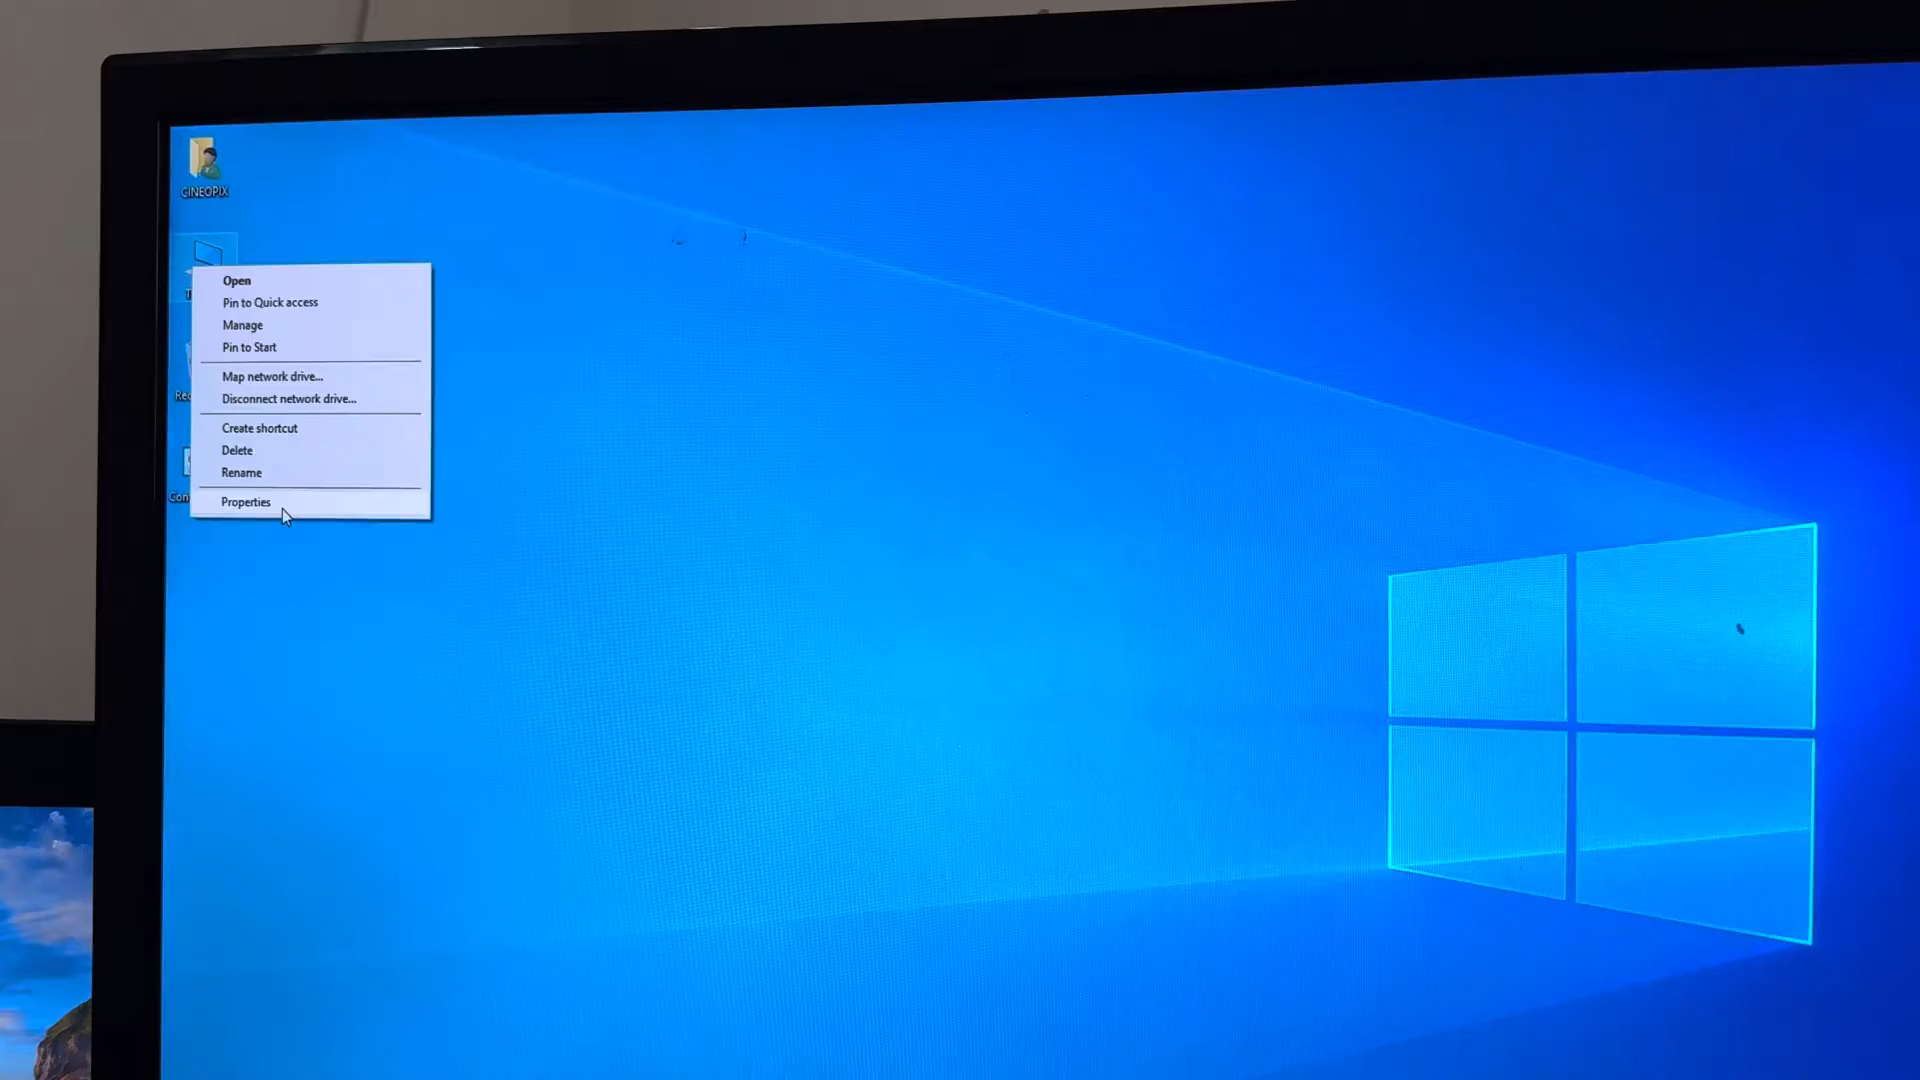 CINEOPIX
Open
Pin to Quick access
Manage
Pin to Start
Map network drive...
Disconnect network drive...
Create shortcut
Delete
Rename
Properties